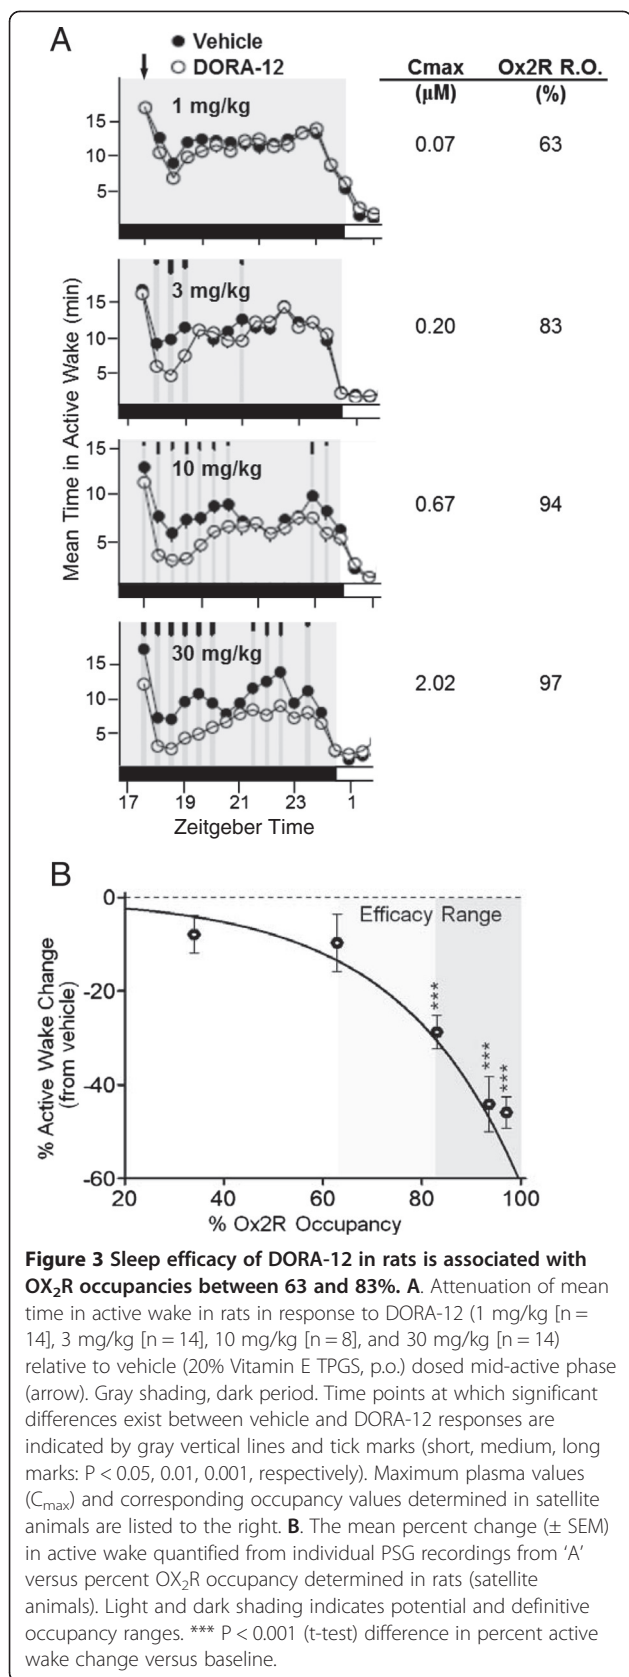 A
Vehicle
DORA-12
Cmax Ox2R R.O.
(μM) (%)
Mean Time in Active Wake (min)
1 mg/kg
15
10
5
0.07 63
3 mg/kg
15
10
5
0.20 83
10 mg/kg
15
10
5
0.67 94
30 mg/kg
15
10
5
2.02 97
17 19 21 23 1
Zeitgeber Time
B
% Active Wake Change
(from vehicle)
0
-20
-40
-60
Efficacy Range
***
***
***
20 40 60 80 100
% Ox2R Occupancy
Figure 3 Sleep efficacy of DORA-12 in rats is associated with
OX₂R occupancies between 63 and 83%. A. Attenuation of mean
time in active wake in rats in response to DORA-12 (1 mg/kg [n =
14], 3 mg/kg [n = 14], 10 mg/kg [n = 8], and 30 mg/kg [n = 14)
relative to vehicle (20% Vitamin E TPGS, p.o.) dosed mid-active phase
(arrow). Gray shading, dark period. Time points at which significant
differences exist between vehicle and DORA-12 responses are
indicated by gray vertical lines and tick marks (short, medium, long
marks: P < 0.05, 0.01, 0.001, respectively). Maximum plasma values
(Cₘₐₓ) and corresponding occupancy values determined in satellite
animals are listed to the right. B. The mean percent change (± SEM)
in active wake quantified from individual PSG recordings from ‘A’
versus percent OX₂R occupancy determined in rats (satellite
animals). Light and dark shading indicates potential and definitive
occupancy ranges. *** P < 0.001 (t-test) difference in percent active
wake change versus baseline.